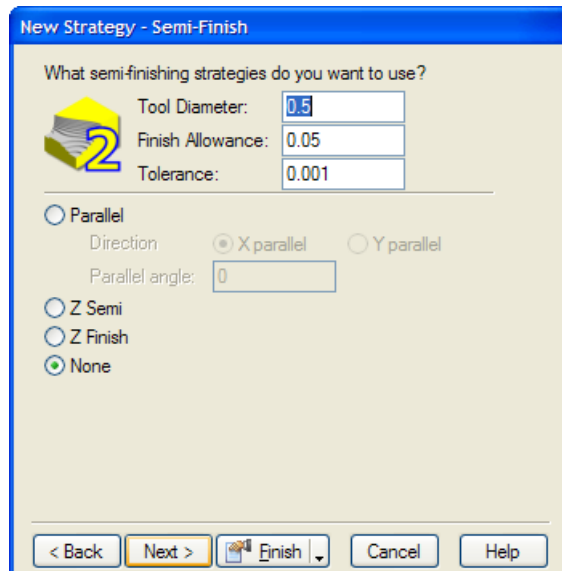 New Strategy - Semi-Finish
What semi-finishing strategies do you want to use?
2
Tool Diameter: 0.5
Finish Allowance: 0.05
Tolerance: 0.001
Parallel
Direction X parallel Y parallel
Parallel angle: 0
Z Semi
Z Finish
None
< Back Next > Finish Cancel Help